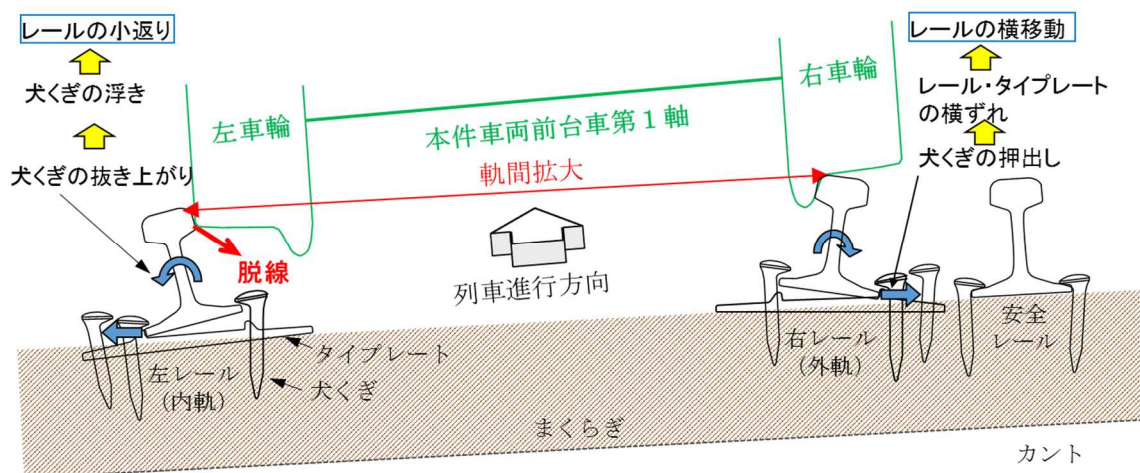 レールの小返り
犬くぎの浮き
犬くぎの抜き上がり
左車輪
本件車両前台車第1軸
軌間拡大
右車輪
レールの横移動
レール・タイプレート
の横ずれ
犬くぎの押出し
脱線
列車進行方向
タイプレート
犬くぎ
左レール
(内軌)
右レール
(外軌)
安全
レール
まくらぎ
カント